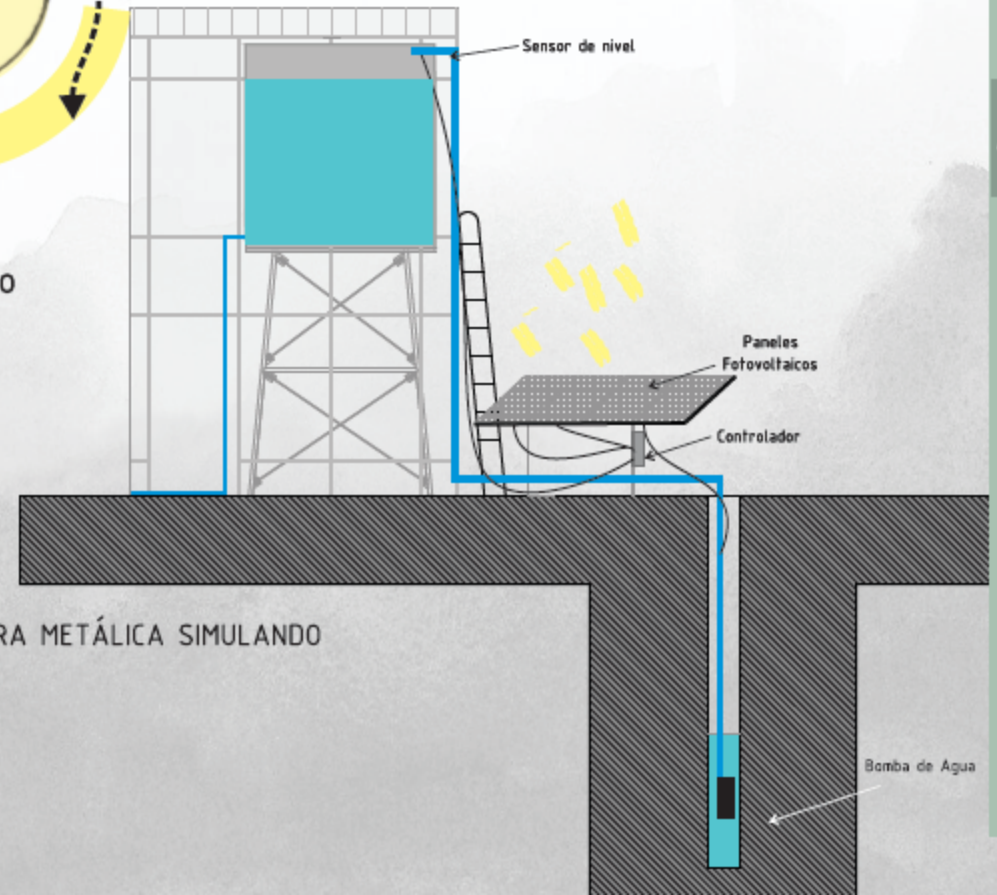 Sensor de nivel
O
Paneles
Fotovoltaicos
Controlador
RA METÁLICA SIMULANDO
Bomba de Agua